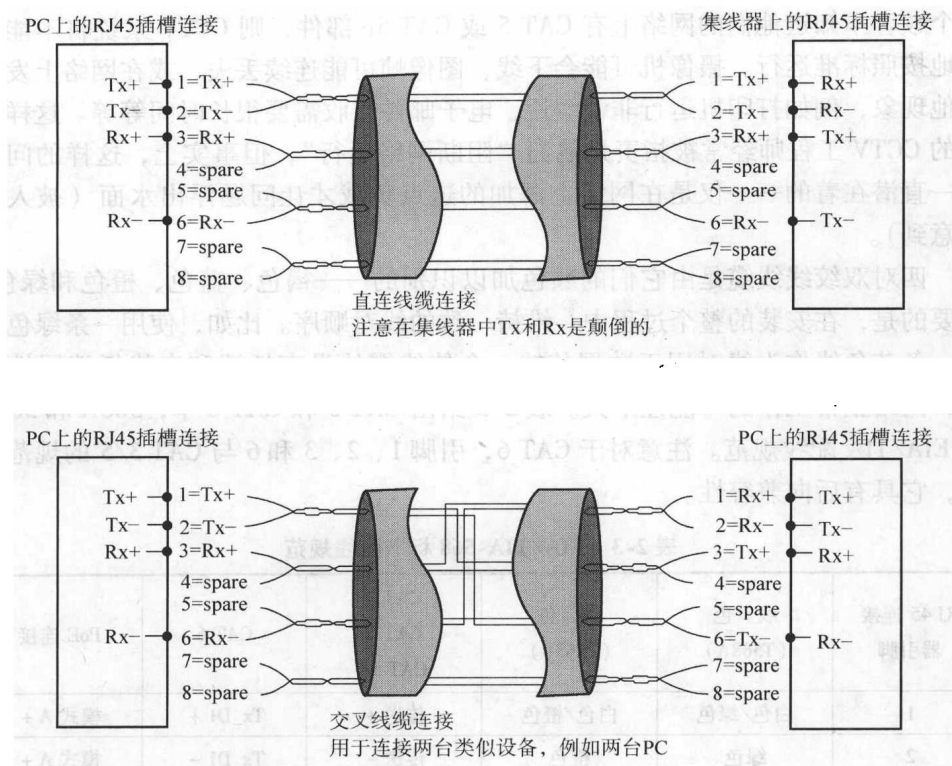 PC上的RJ45插槽连接
Tx+
Tx−
Rx+
Rx−
1=Tx+
2=Tx−
3=Rx+
4=spare
5=spare
6=Rx−
7=spare
8=spare
集线器上的RJ45插槽连接
1=Tx+
2=Tx−
3=Rx+
4=spare
5=spare
6=Rx−
7=spare
8=spare
Rx+
Rx−
Tx+
Tx−
直连线缆连接
注意在集线器中Tx和Rx是颠倒的
PC上的RJ45插槽连接
Tx+
Tx−
Rx+
Rx−
1=Tx+
2=Tx−
3=Rx+
4=spare
5=spare
6=Rx−
7=spare
8=spare
PC上的RJ45插槽连接
1=Rx+
2=Rx−
3=Tx+
4=spare
5=spare
6=Tx−
7=spare
8=spare
Tx+
Tx−
Rx+
Rx−
交叉线缆连接
用于连接两台类似设备，例如两台PC